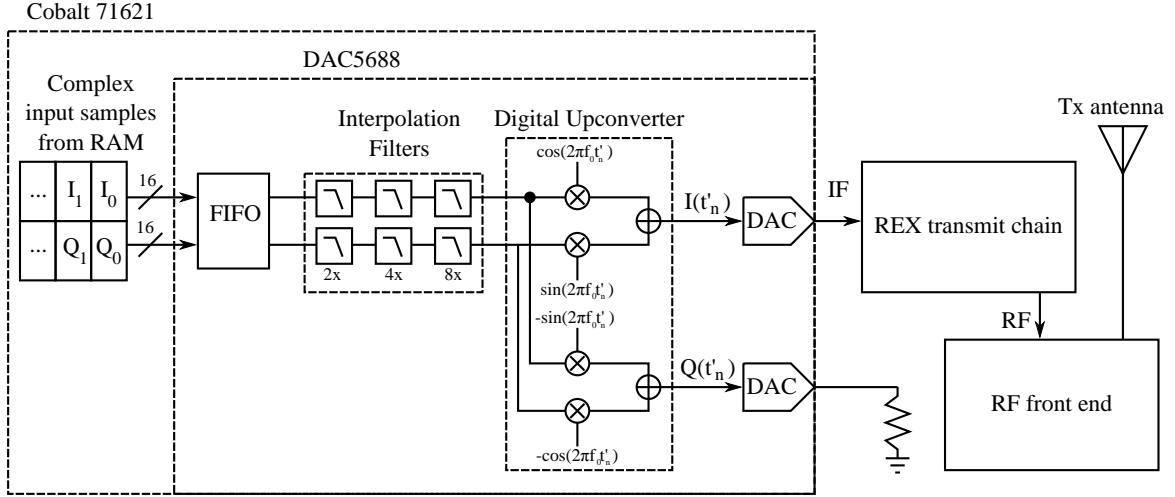 Cobalt 71621
DAC5688
Complex
input samples
from RAM
Interpolation
Filters
Digital Upconverter
Tx antenna
cos(2πf₀t'ₙ)
... I₁ I₀
16
FIFO
I(t'ₙ)
DAC
IF
REX transmit chain
... Q₁ Q₀
16
2x 4x 8x
sin(2πf₀t'ₙ)
-sin(2πf₀t'ₙ)
RF
Q(t'ₙ)
DAC
RF front end
-cos(2πf₀t'ₙ)